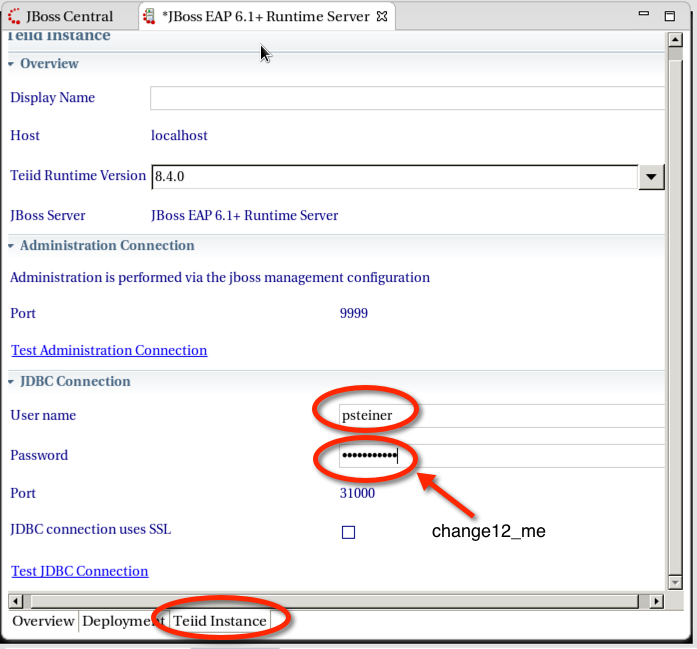 JBoss Central
*JBoss EAP 6.1+ Runtime Server
Teiid Instance
Overview
Display Name
Host localhost
Teiid Runtime Version 8.4.0
JBoss Server JBoss EAP 6.1+ Runtime Server
Administration Connection
Administration is performed via the jboss management configuration
Port 9999
Test Administration Connection
JDBC Connection
User name psteiner
Password •••••••••••
Port 31000
JDBC connection uses SSL
change12_me
Test JDBC Connection
Overview Deployment Teiid Instance